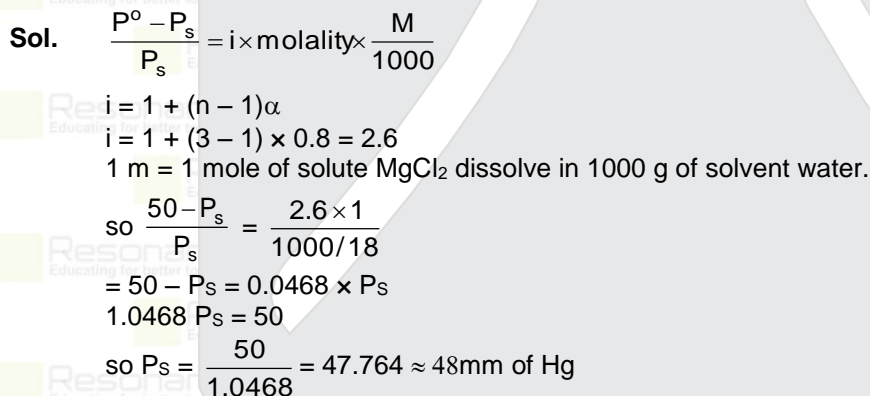 Sol. (P° – Pₛ)/Pₛ = i × molality × M/1000
i = 1 + (n – 1)α
i = 1 + (3 – 1) × 0.8 = 2.6
1 m = 1 mole of solute MgCl₂ dissolve in 1000 g of solvent water.
so (50 – Pₛ)/Pₛ = (2.6 × 1)/(1000/18)
= 50 – Pₛ = 0.0468 × Pₛ
1.0468 Pₛ = 50
so Pₛ = 50/1.0468 = 47.764 ≈ 48mm of Hg